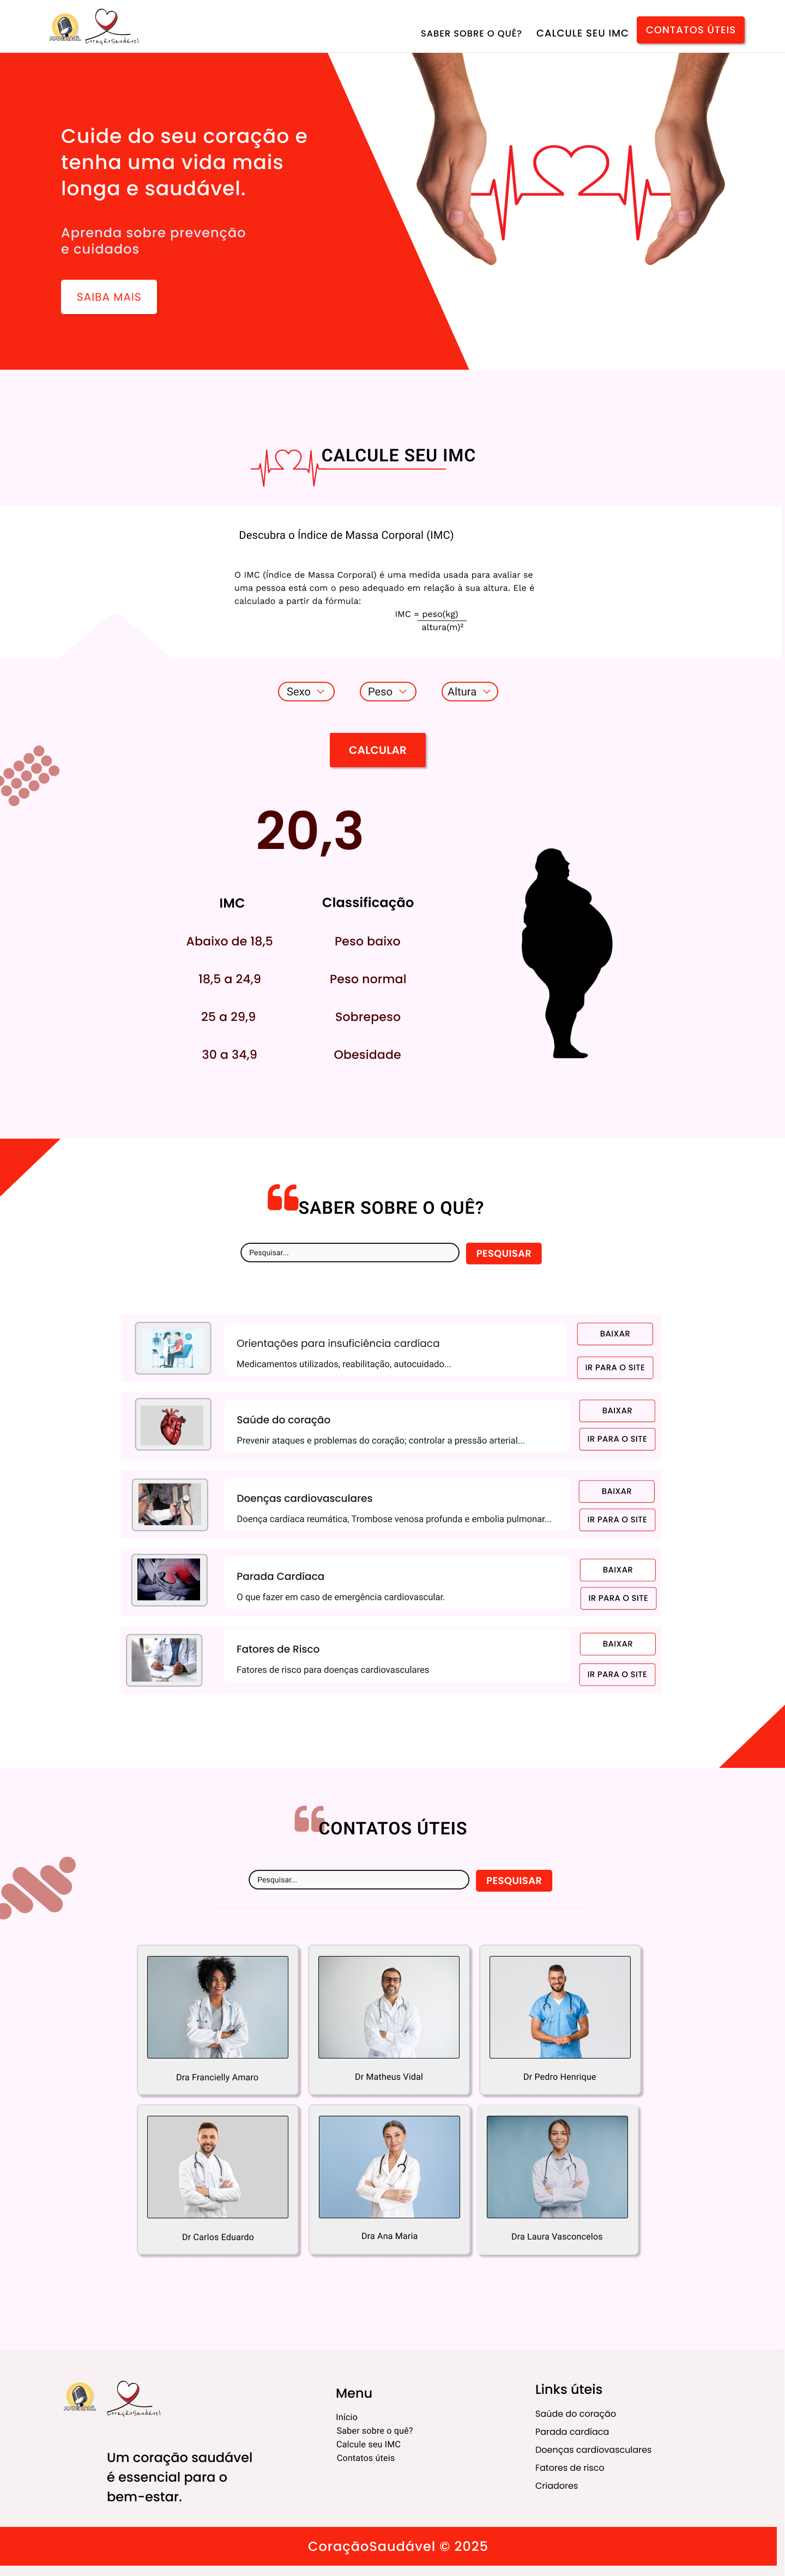 CoraçãoSaudável
SABER SOBRE O QUÊ?
CALCULE SEU IMC
CONTATOS ÚTEIS
Cuide do seu coração e
tenha uma vida mais
longa e saudável.
Aprenda sobre prevenção
e cuidados
SAIBA MAIS
CALCULE SEU IMC
Descubra o Índice de Massa Corporal (IMC)
O IMC (Índice de Massa Corporal) é uma medida usada para avaliar se
uma pessoa está com o peso adequado em relação à sua altura. Ele é
calculado a partir da fórmula:
IMC = peso(kg)
altura(m)²
Sexo
Peso
Altura
CALCULAR
20,3
IMC Classificação
Abaixo de 18,5 Peso baixo
18,5 a 24,9 Peso normal
25 a 29,9 Sobrepeso
30 a 34,9 Obesidade
SABER SOBRE O QUÊ?
Pesquisar...
PESQUISAR
Orientações para insuficiência cardíaca
Medicamentos utilizados, reabilitação, autocuidado...
BAIXAR
IR PARA O SITE
Saúde do coração
Prevenir ataques e problemas do coração; controlar a pressão arterial...
BAIXAR
IR PARA O SITE
Doenças cardiovasculares
Doença cardíaca reumática, Trombose venosa profunda e embolia pulmonar...
BAIXAR
IR PARA O SITE
Parada Cardíaca
O que fazer em caso de emergência cardiovascular.
BAIXAR
IR PARA O SITE
Fatores de Risco
Fatores de risco para doenças cardiovasculares
BAIXAR
IR PARA O SITE
CONTATOS ÚTEIS
Pesquisar...
PESQUISAR
Dra Francielly Amaro
Dr Matheus Vidal
Dr Pedro Henrique
Dr Carlos Eduardo
Dra Ana Maria
Dra Laura Vasconcelos
CoraçãoSaudável
Um coração saudável
é essencial para o
bem-estar.
Menu
Início
Saber sobre o quê?
Calcule seu IMC
Contatos úteis
Links úteis
Saúde do coração
Parada cardíaca
Doenças cardiovasculares
Fatores de risco
Criadores
CoraçãoSaudável © 2025